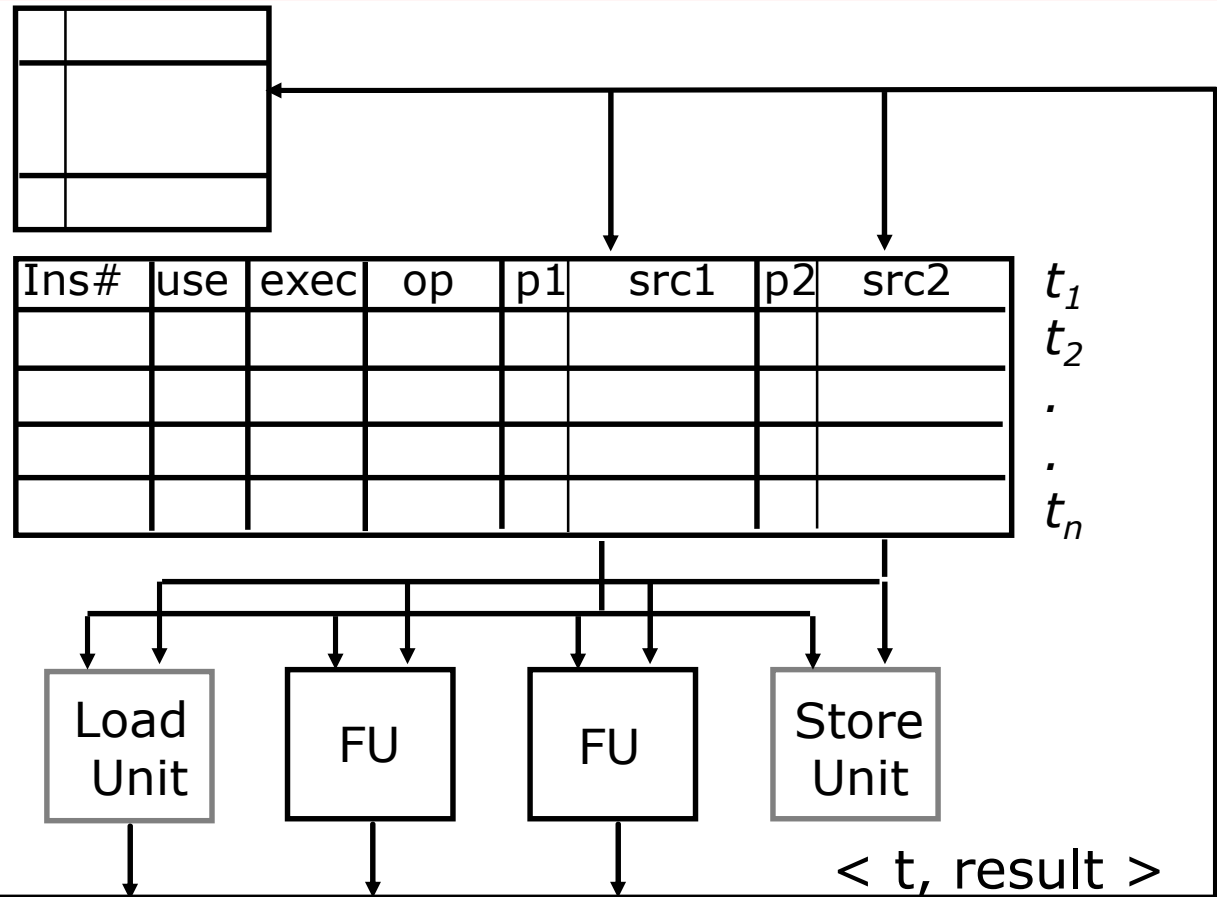 Ins# use exec op p1 src1 p2 src2 t₁
t₂
.
.
tₙ
Load Unit
FU
FU
Store Unit
< t, result >